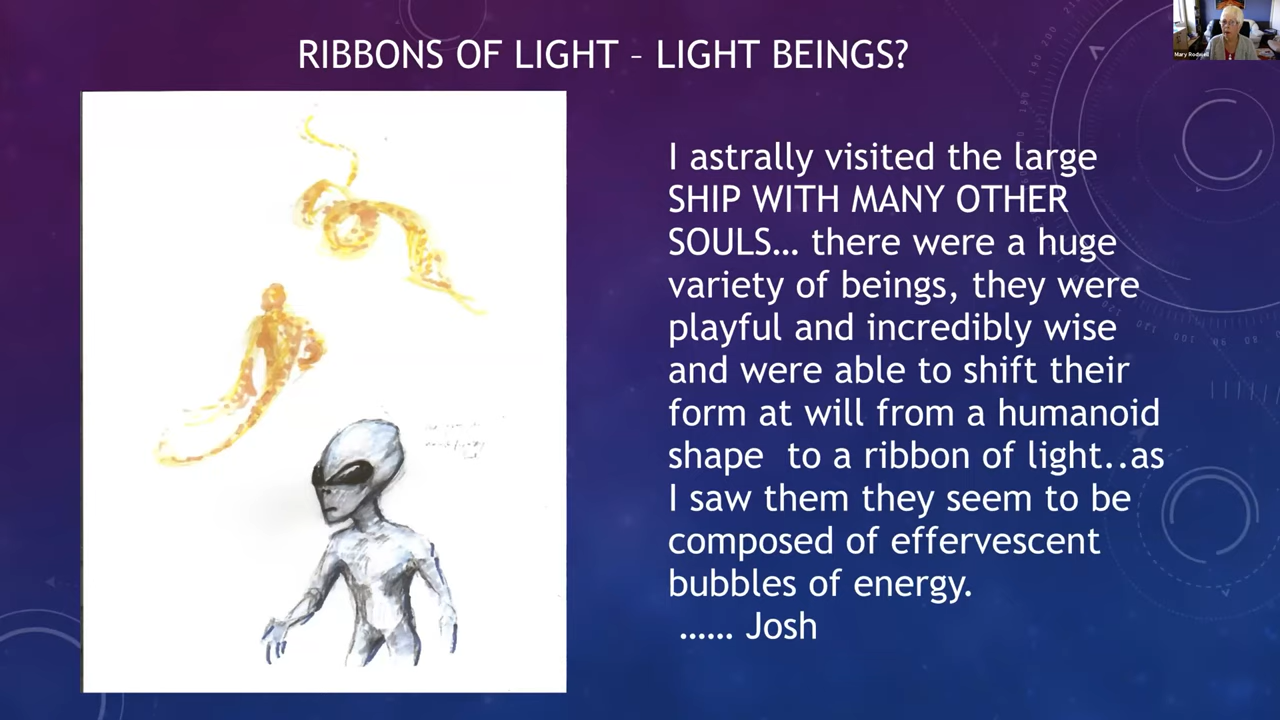 RIBBONS OF LIGHT – LIGHT BEINGS?
I astrally visited the large
SHIP WITH MANY OTHER
SOULS… there were a huge
variety of beings, they were
playful and incredibly wise
and were able to shift their
form at will from a humanoid
shape  to a ribbon of light..as
I saw them they seem to be
composed of effervescent
bubbles of energy.
…… Josh
Mary Rodwell